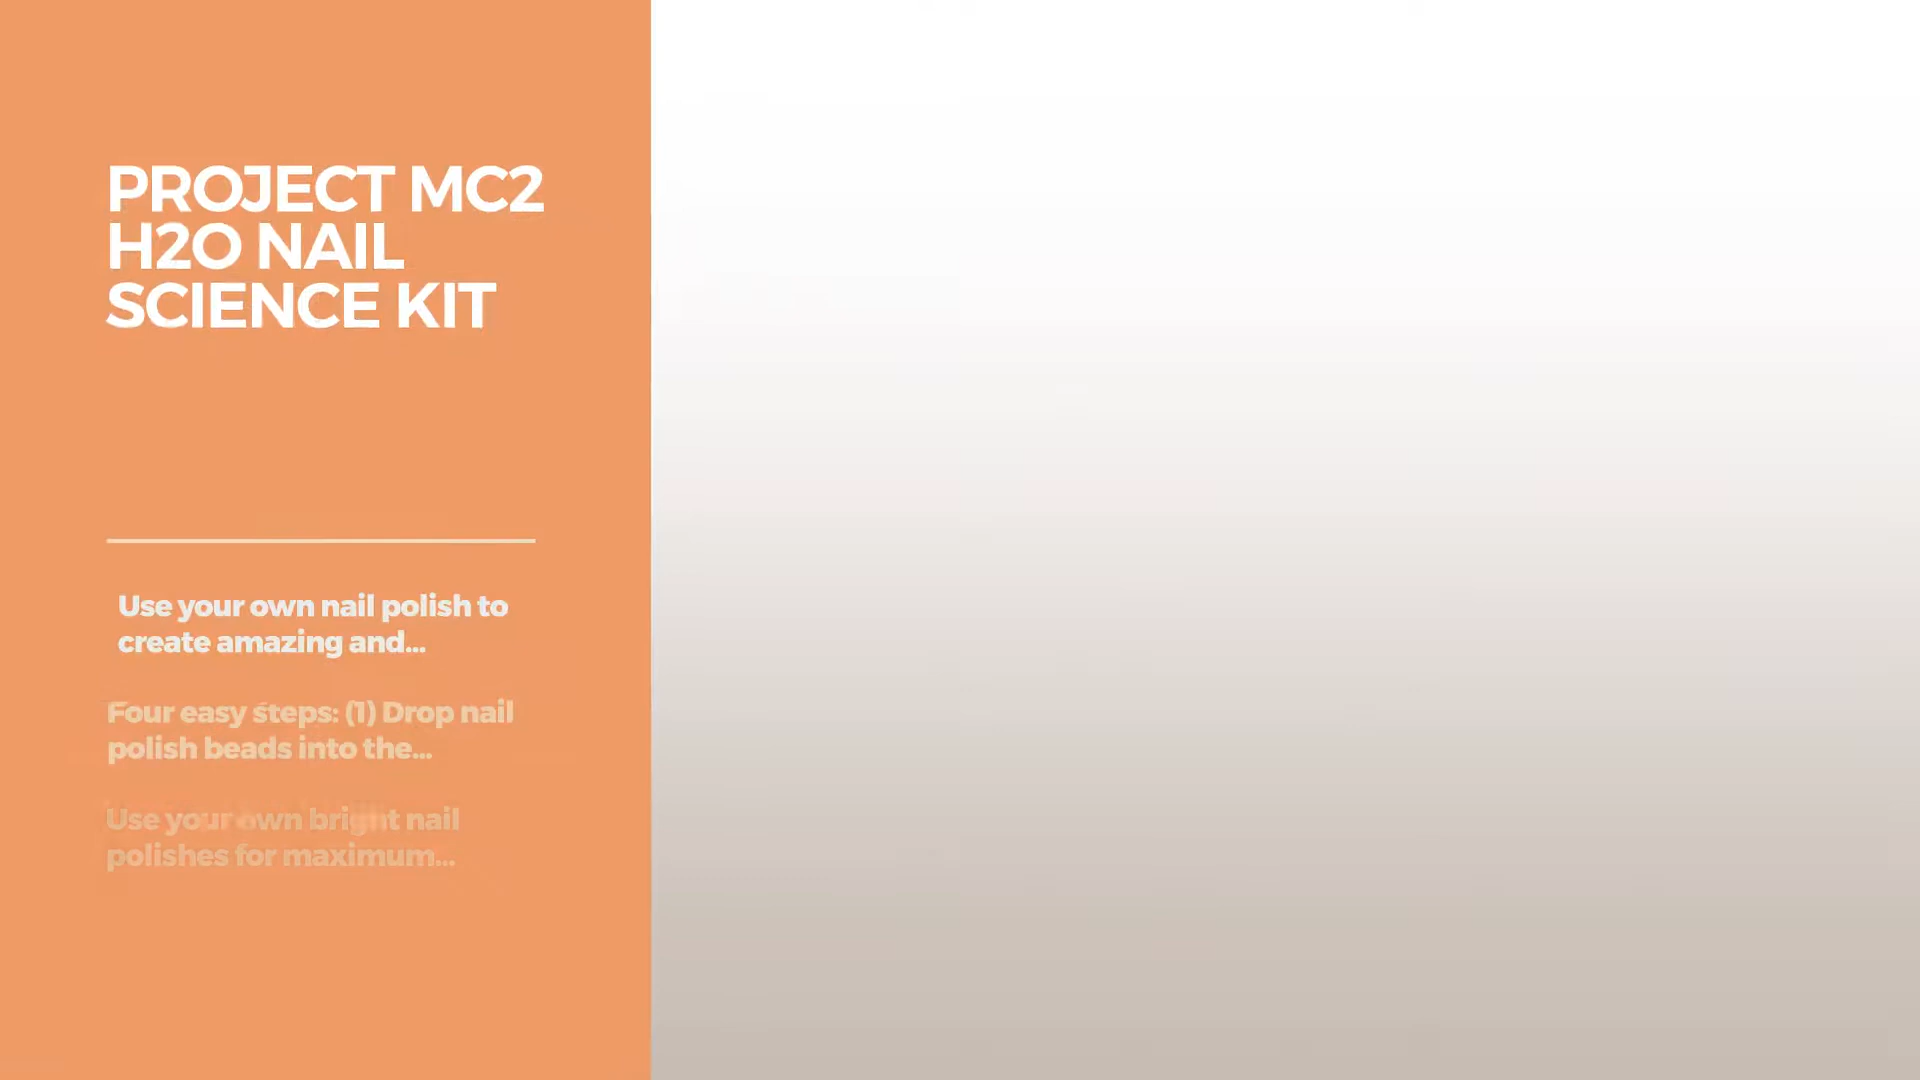 PROJECT MC2
H2O NAIL
SCIENCE KIT
Use your own nail polish to
create amazing and...
Four easy steps: (1) Drop nail
polish beads into the...
Use your own bright nail
polishes for maximum...